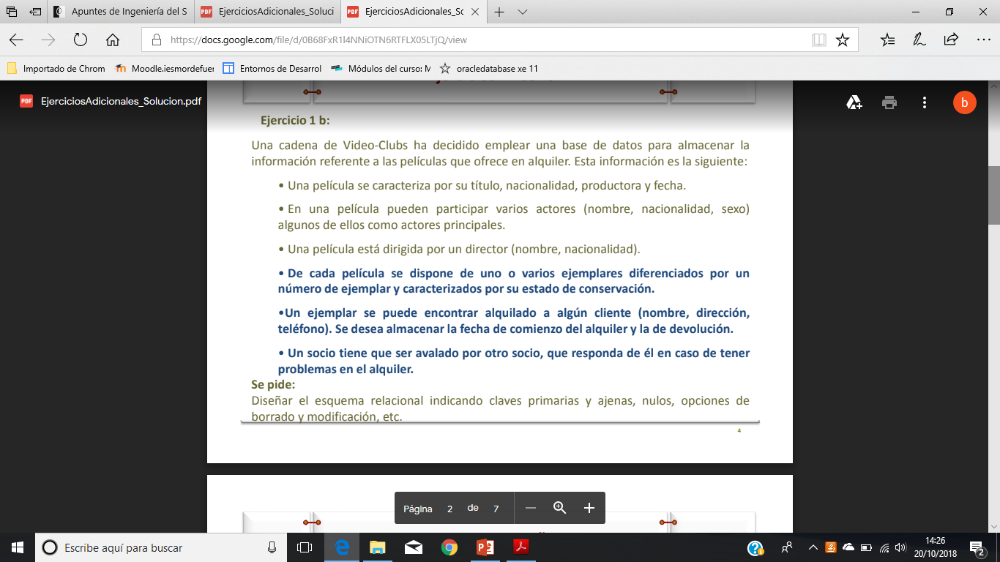 Apuntes de Ingeniería del S
EjerciciosAdicionales_Soluci
EjerciciosAdicionales_Sc
https://docs.google.com/file/d/0B68FxR1l4NNiOTN6RTFLX05LTjQ/view
Importado de Chrom
Moodle.iesmordefuer
Entornos de Desarrol
Módulos del curso: M
oracledatabase xe 11
PDF EjerciciosAdicionales_Solucion.pdf
b
Ejercicio 1 b:
Una cadena de Video-Clubs ha decidido emplear una base de datos para almacenar la
información referente a las películas que ofrece en alquiler. Esta información es la siguiente:
• Una película se caracteriza por su título, nacionalidad, productora y fecha.
• En una película pueden participar varios actores (nombre, nacionalidad, sexo)
algunos de ellos como actores principales.
• Una película está dirigida por un director (nombre, nacionalidad).
• De cada película se dispone de uno o varios ejemplares diferenciados por un
número de ejemplar y caracterizados por su estado de conservación.
•Un ejemplar se puede encontrar alquilado a algún cliente (nombre, dirección,
teléfono). Se desea almacenar la fecha de comienzo del alquiler y la de devolución.
• Un socio tiene que ser avalado por otro socio, que responda de él en caso de tener
problemas en el alquiler.
Se pide:
Diseñar el esquema relacional indicando claves primarias y ajenas, nulos, opciones de
borrado y modificación, etc.
4
Página 2 de 7
Escribe aquí para buscar
14:26
20/10/2018
2